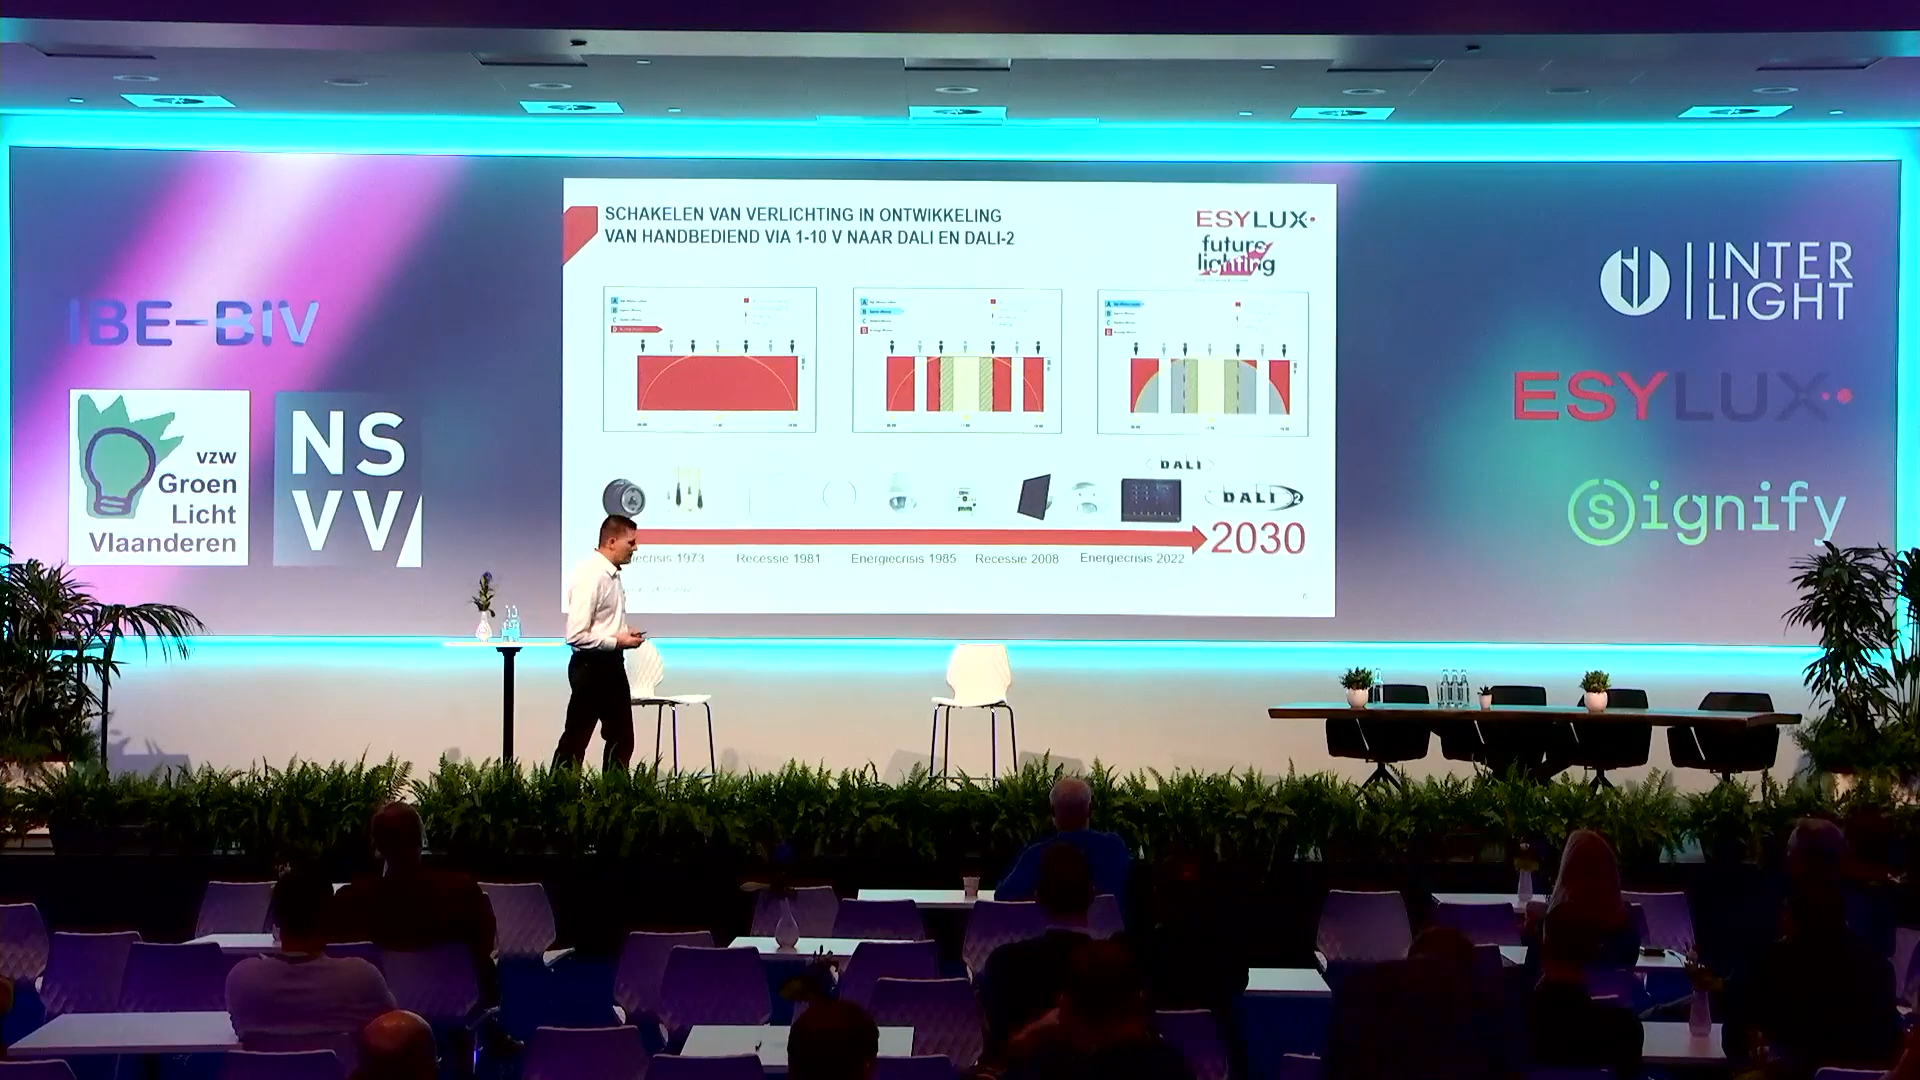 SCHAKELEN VAN VERLICHTING IN ONTWIKKELING
VAN HANDBEDIEND VIA 1-10 V NAAR DALI EN DALI-2
ESYLUX
future
lighting
A
B
C
D
A
B
C
D
A
B
C
D
DALI
DALI 2
2030
1973
Recessie 1981
Energiecrisis 1985
Recessie 2008
Energiecrisis 2022
6
IBE-BIV
vzw
Groen
Licht
Vlaanderen
NS
VV
INTER
LIGHT
ESYLUX
signify